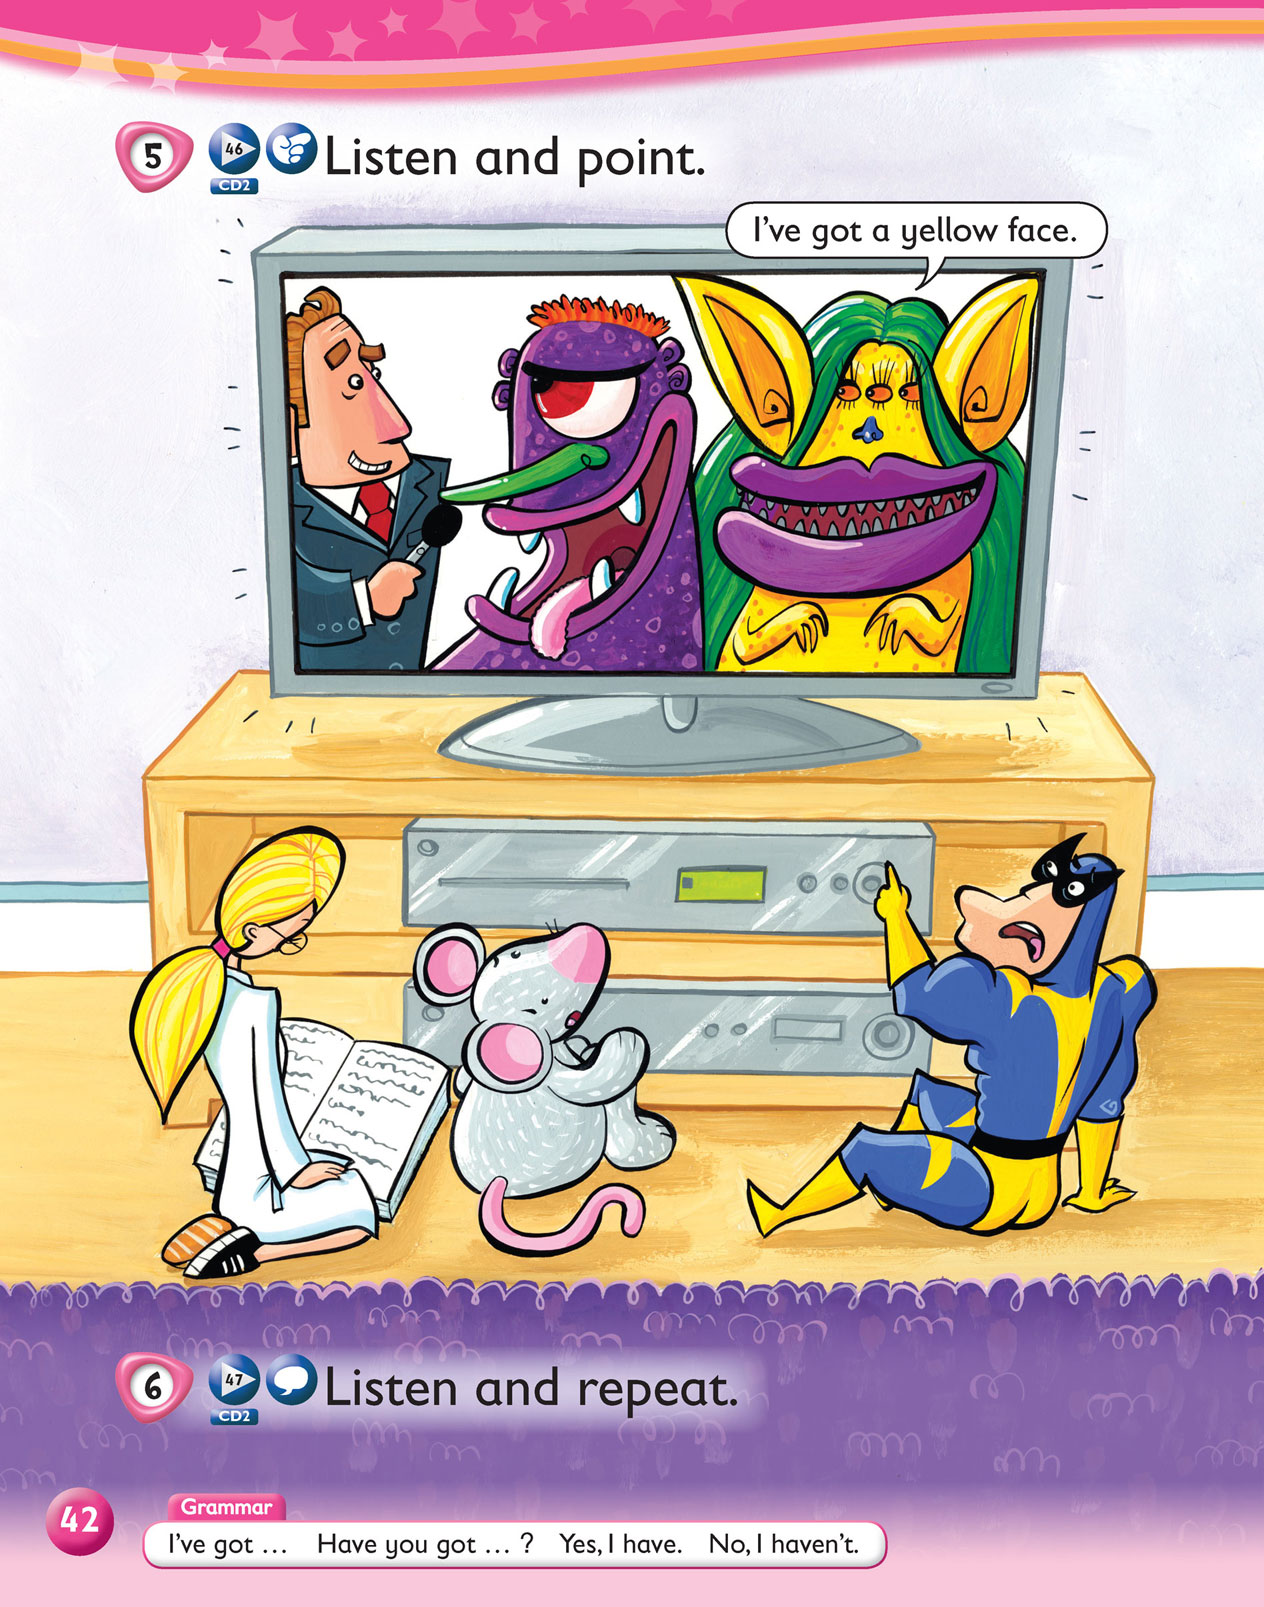 5 46 CD2 Listen and point.
I've got a yellow face.
6 47 CD2 Listen and repeat.
42
Grammar
I've got ... Have you got ... ? Yes, I have. No, I haven't.